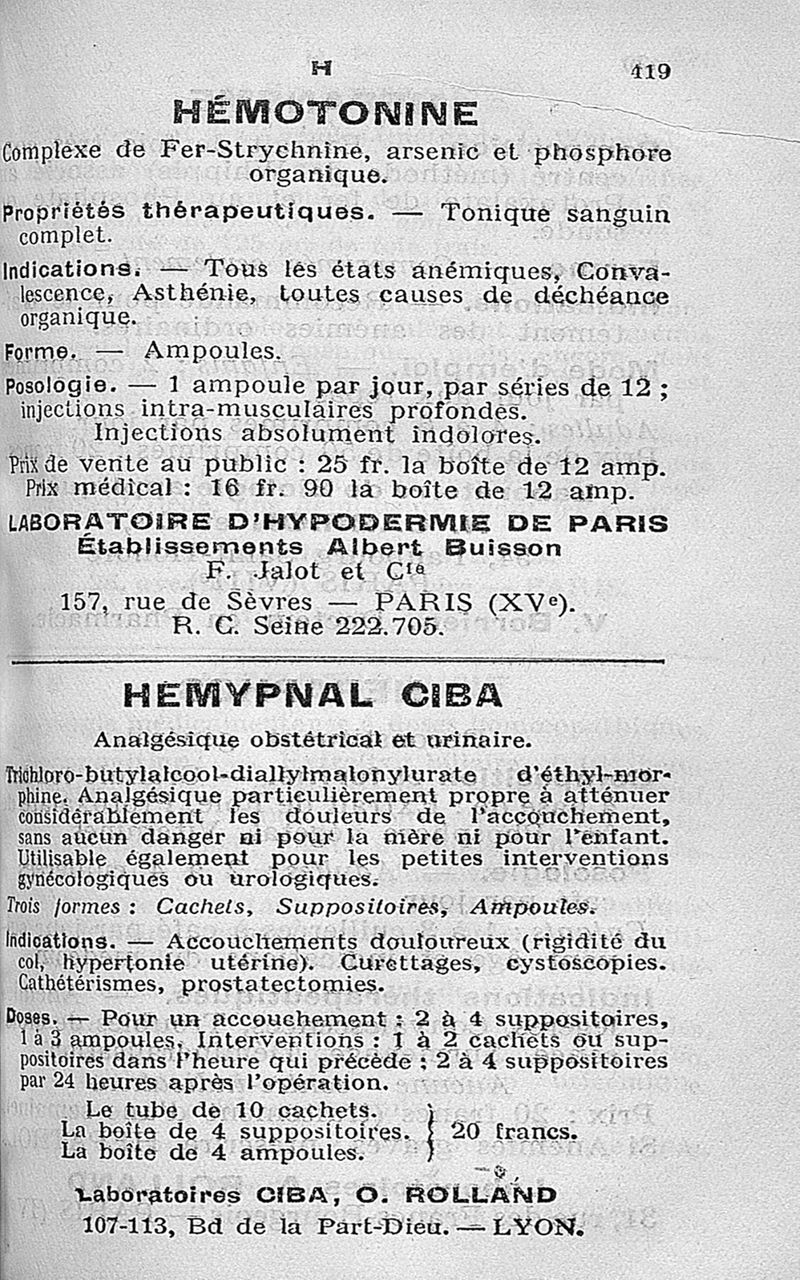 H 419
HÉMOTONINE
Complexe de Fer-Strychnine, arsenic et phosphore
organique.
Propriétés thérapeutiques. — Tonique sanguin
complet.
Indications. — Tous les états anémiques, Conva-
lescence, Asthénie, toutes causes de déchéance
organique.
Forme. — Ampoules.
Posologie. — 1 ampoule par jour, par séries de 12 ;
injections intra-musculaires profondes.
Injections absolument indolores.
Prix de vente au public : 25 fr. la boîte de 12 amp.
Prix médical : 16 fr. 90 la boîte de 12 amp.
LABORATOIRE D'HYPODERMIE DE PARIS
Établissements Albert Buisson
F. Jalot et Cie
157, rue de Sèvres — PARIS (XVe).
R. C. Seine 222.705.
HEMYPNAL CIBA
Analgésique obstétrical et urinaire.
Trichloro-butylalcool-diallylmalonylurate d'éthyl-mor-
phine. Analgésique particulièrement propre à atténuer
considérablement les douleurs de l'accouchement,
sans aucun danger ni pour la mère ni pour l'enfant.
Utilisable également pour les petites interventions
gynécologiques ou urologiques.
Trois formes : Cachets, Suppositoires, Ampoules.
Indications. — Accouchements douloureux (rigidité du
col, hypertonie utérine). Curettages, cystoscopies.
Cathétérismes, prostatectomies.
Doses. — Pour un accouchement : 2 à 4 suppositoires,
1 à 3 ampoules. Interventions : 1 à 2 cachets ou sup-
positoires dans l'heure qui précède ; 2 à 4 suppositoires
par 24 heures après l'opération.
Le tube de 10 cachets.
La boîte de 4 suppositoires. } 20 francs.
La boîte de 4 ampoules.
Laboratoires CIBA, O. ROLLAND
107-113, Bd de la Part-Dieu. — LYON.